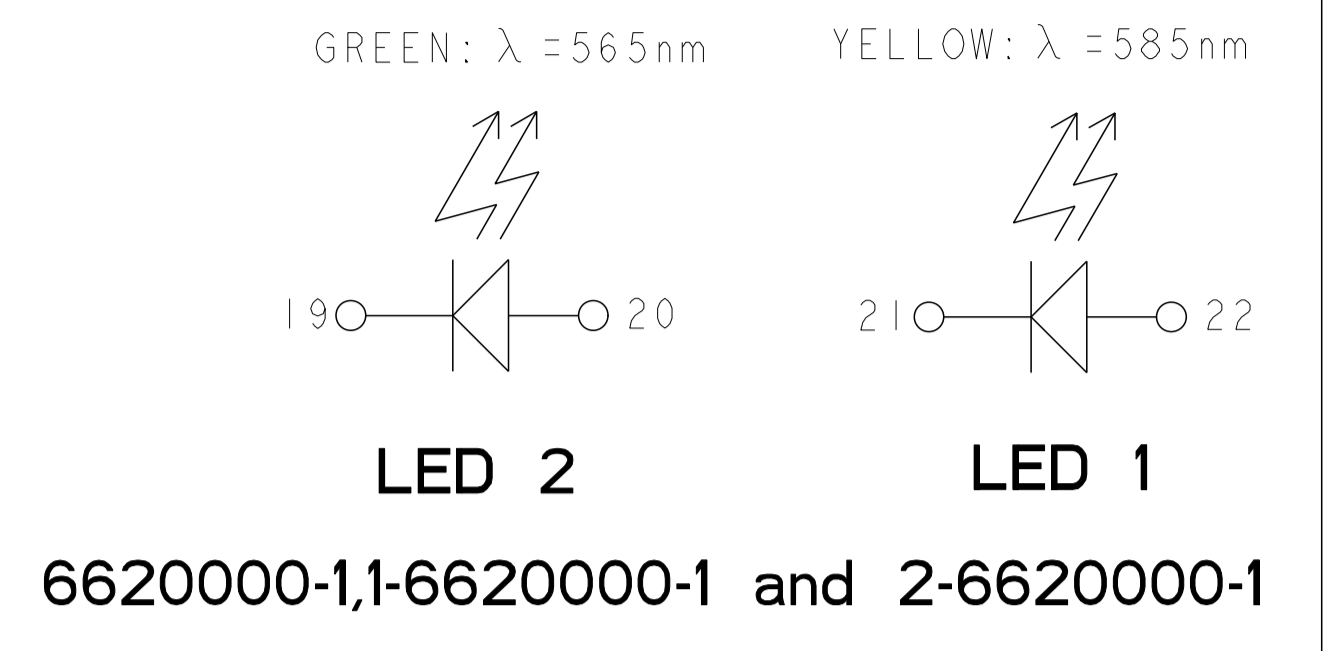 GREEN: λ =565nm
YELLOW: λ =585nm
19 20
21 22
LED 2
LED 1
6620000-1,1-6620000-1 and 2-6620000-1